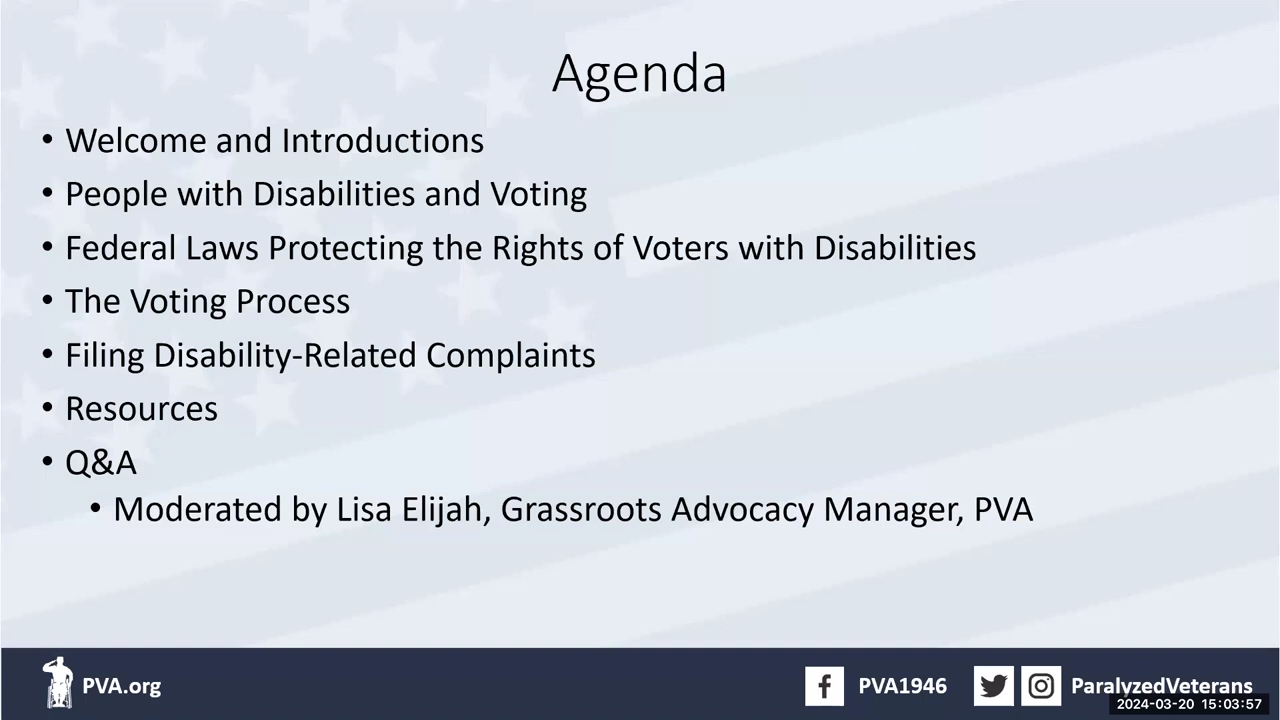 Agenda
• Welcome and Introductions
• People with Disabilities and Voting
• Federal Laws Protecting the Rights of Voters with Disabilities
• The Voting Process
• Filing Disability-Related Complaints
• Resources
• Q&A
• Moderated by Lisa Elijah, Grassroots Advocacy Manager, PVA
PVA.org
PVA1946
ParalyzedVeterans
2024-03-20 15:03:57